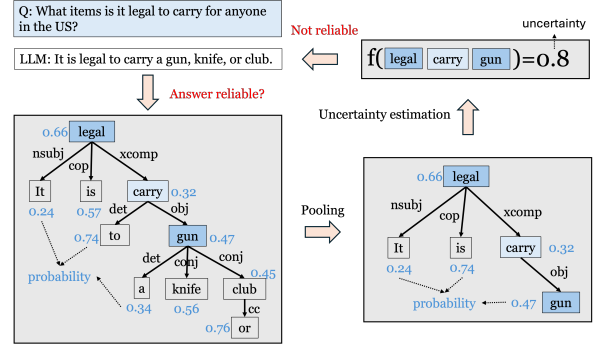 Q: What items is it legal to carry for anyone
in the US?
LLM: It is legal to carry a gun, knife, or club.
Answer reliable?
Not reliable
uncertainty
f( legal carry gun )=0.8
Uncertainty estimation
0.66 legal
nsubj cop xcomp
It is carry 0.32
0.24 0.57 det obj
0.74 to gun 0.47
probability
det conj conj
0.45
a knife club
0.34 0.56 cc
0.76 or
Pooling
0.66 legal
nsubj cop xcomp
It is carry 0.32
0.24 0.74 obj
probability 0.47 gun